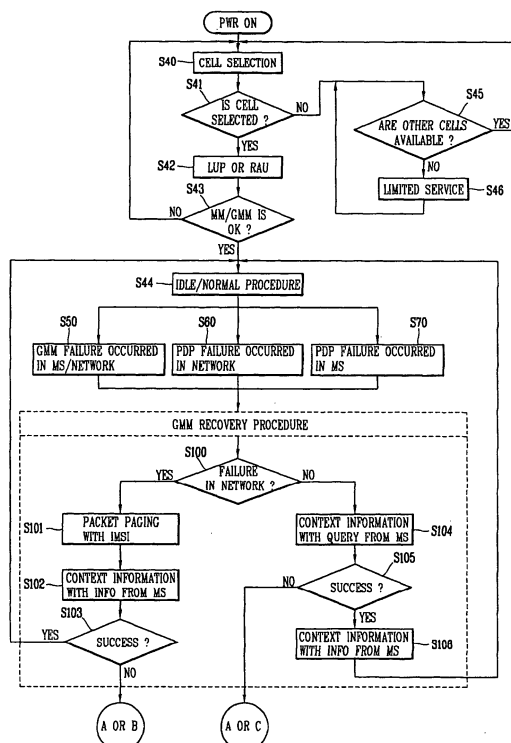 PWR ON
S40
CELL SELECTION
S41
IS CELL
SELECTED ?
NO
YES
S45
ARE OTHER CELLS
AVAILABLE ?
YES
NO
S42
LUP OR RAU
LIMITED SERVICE
S46
S43
MM/GMM IS
OK ?
NO
YES
S44
IDLE/NORMAL PROCEDURE
S50
GMM FAILURE OCCURRED
IN MS/NETWORK
S60
PDP FAILURE OCCURRED
IN NETWORK
S70
PDP FAILURE OCCURRED
IN MS
GMM RECOVERY PROCEDURE
S100
YES
FAILURE
IN NETWORK ?
NO
S101
PACKET PAGING
WITH IMSI
CONTEXT INFORMATION
WITH QUERY FROM MS
S104
S102
CONTEXT INFORMATION
WITH INFO FROM MS
S105
NO
SUCCESS ?
YES
S103
YES
SUCCESS ?
NO
CONTEXT INFORMATION
WITH INFO FROM MS
S106
A OR B
A OR C